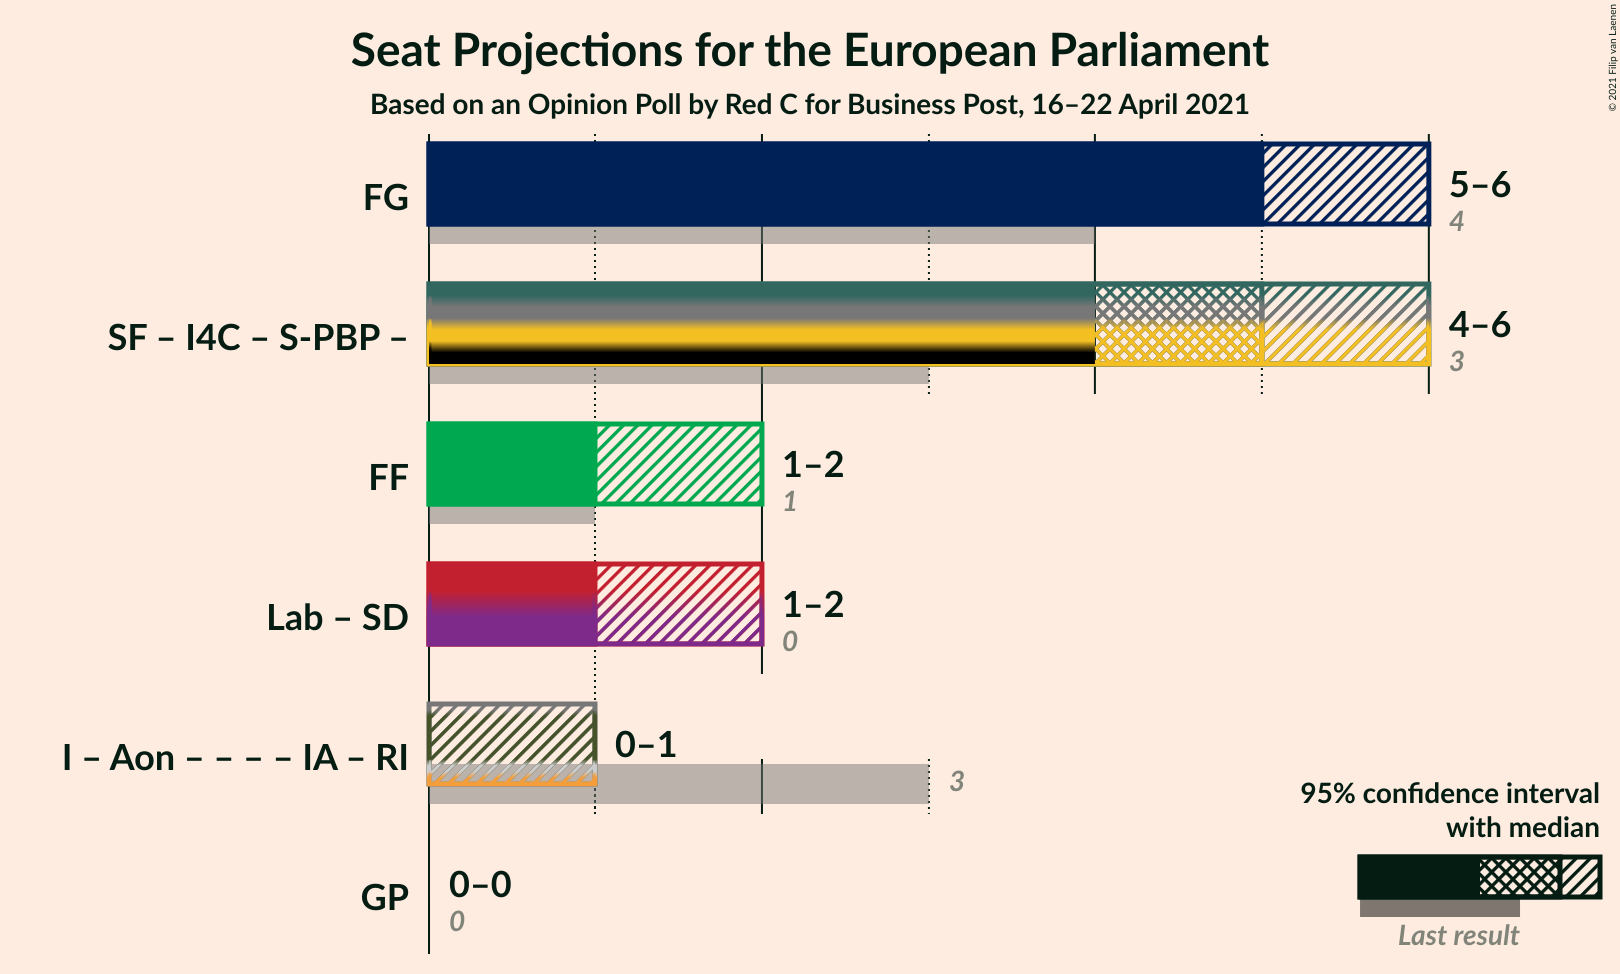 Seat Projections for the European Parliament
Based on an Opinion Poll by Red C for Business Post, 16–22 April 2021
© 2021 Filip van Laenen
FG
5–6
4
SF – I4C – S-PBP –
4–6
3
FF
1–2
1
Lab – SD
1–2
0
I – Aon – – – – IA – RI
0–1
3
GP
0–0
0
95% confidence interval
with median
Last result